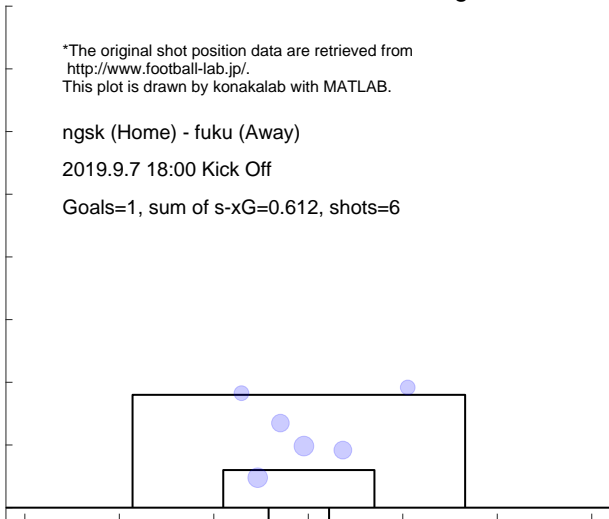 *The original shot position data are retrieved from
http://www.football-lab.jp/.
This plot is drawn by konakalab with MATLAB.
ngsk (Home) - fuku (Away)
2019.9.7 18:00 Kick Off
Goals=1, sum of s-xG=0.612, shots=6